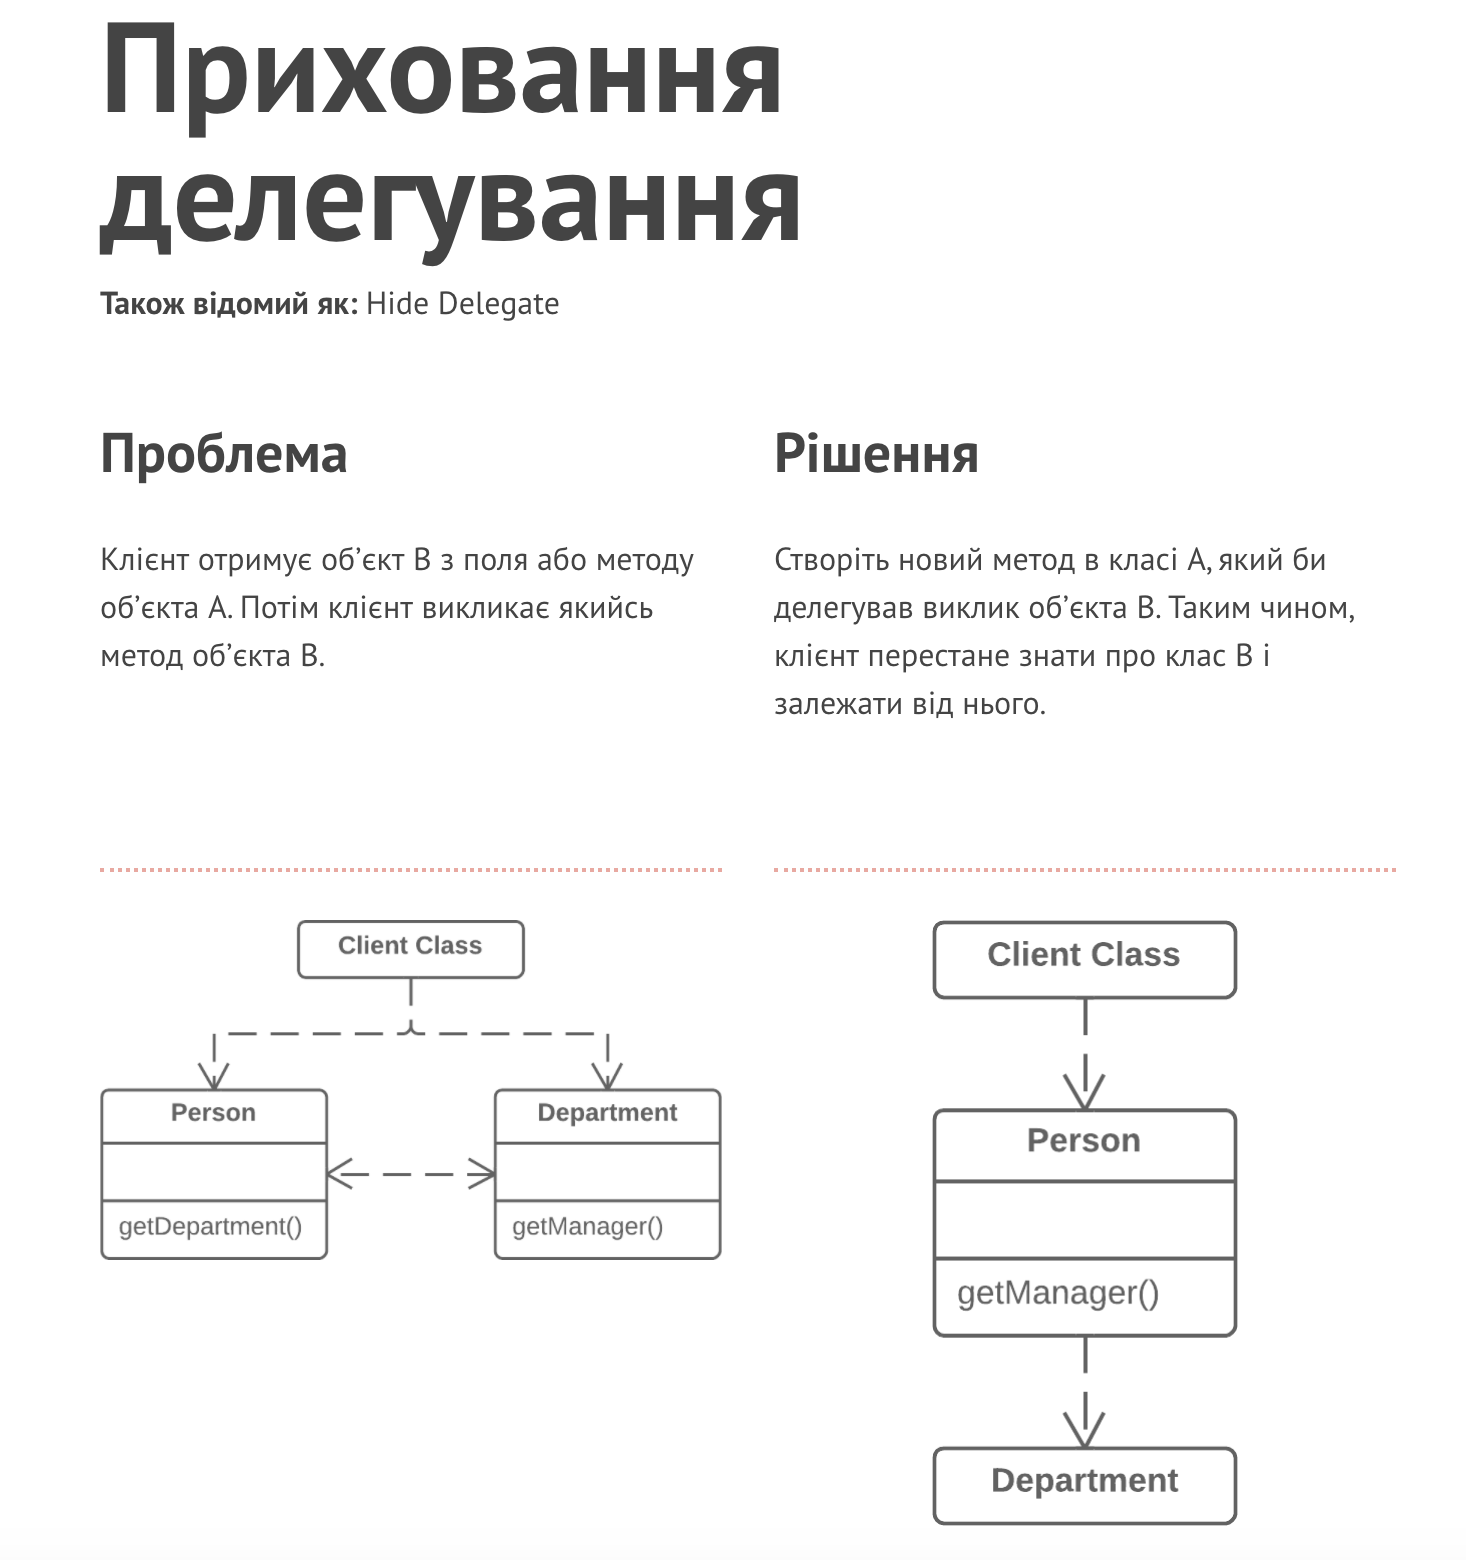 Приховання
делегування
Також відомий як: Hide Delegate
Проблема
Клієнт отримує об’єкт B з поля або методу
об’єкта A. Потім клієнт викликає якийсь
метод об’єкта B.
Рішення
Створіть новий метод в класі A, який би
делегував виклик об’єкта B. Таким чином,
клієнт перестане знати про клас B і
залежати від нього.
Client Class
Person
getDepartment()
Department
getManager()
Client Class
Person
getManager()
Department